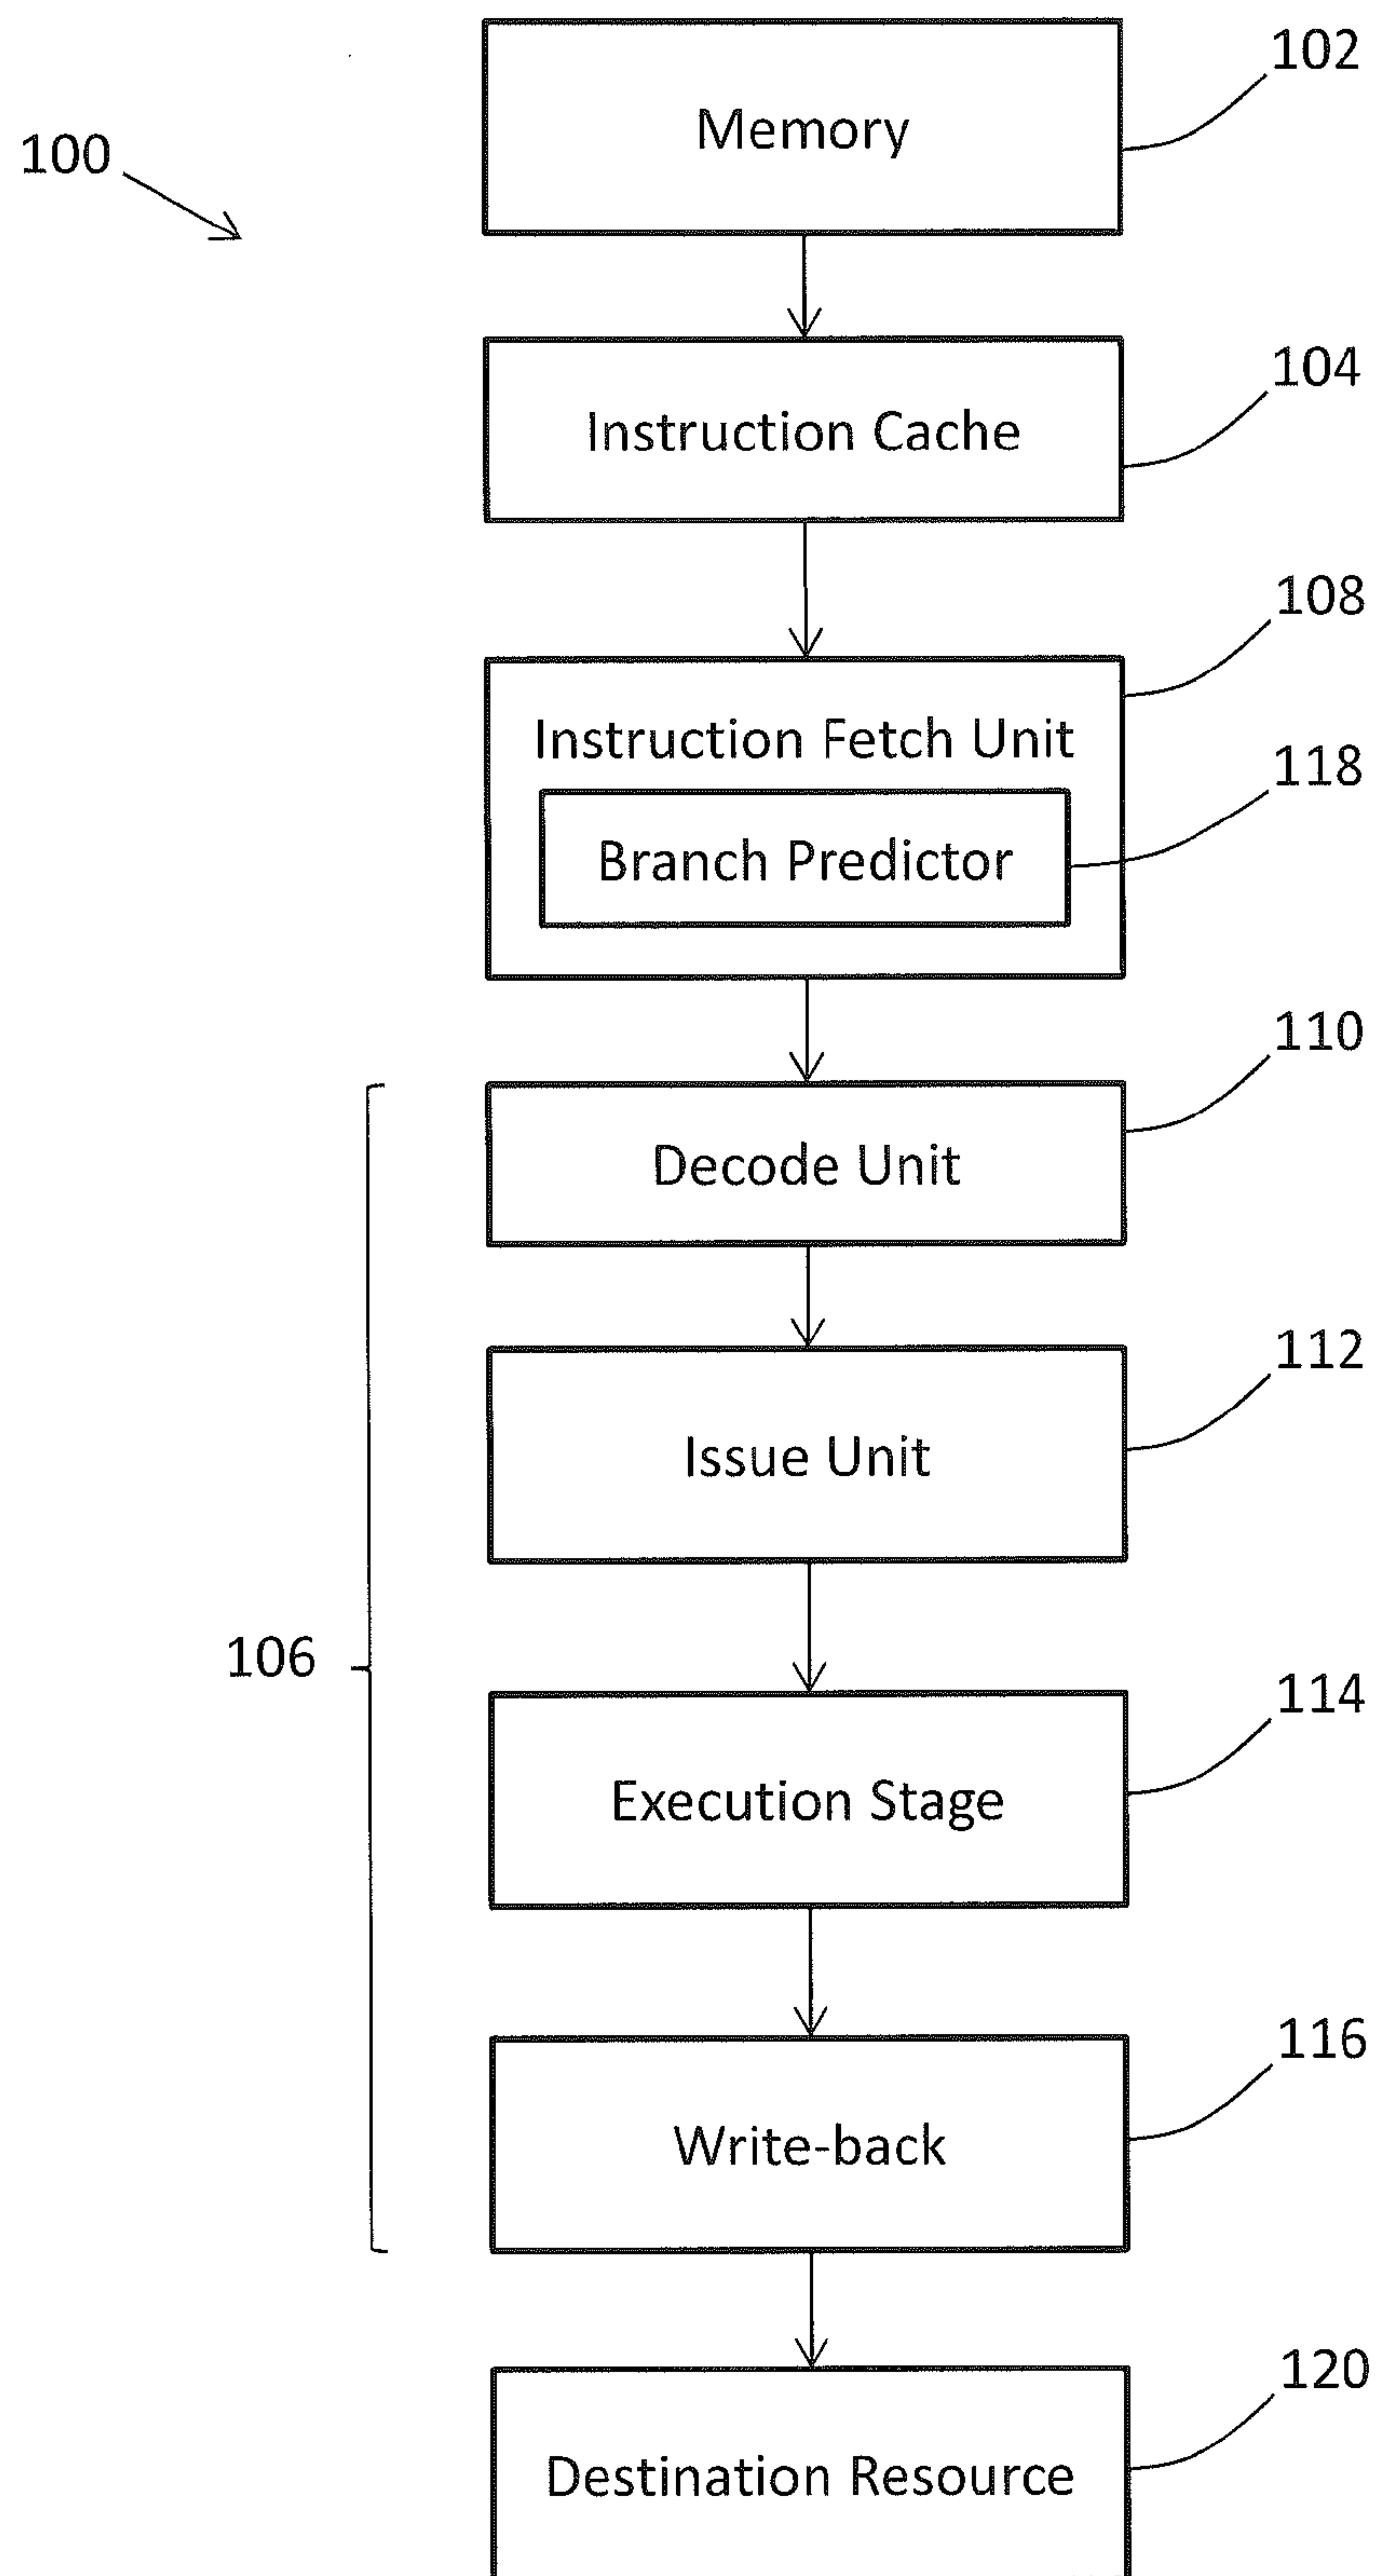 102
Memory
100
104
Instruction Cache
108
Instruction Fetch Unit
118
Branch Predictor
110
Decode Unit
112
Issue Unit
106
114
Execution Stage
116
Write-back
120
Destination Resource